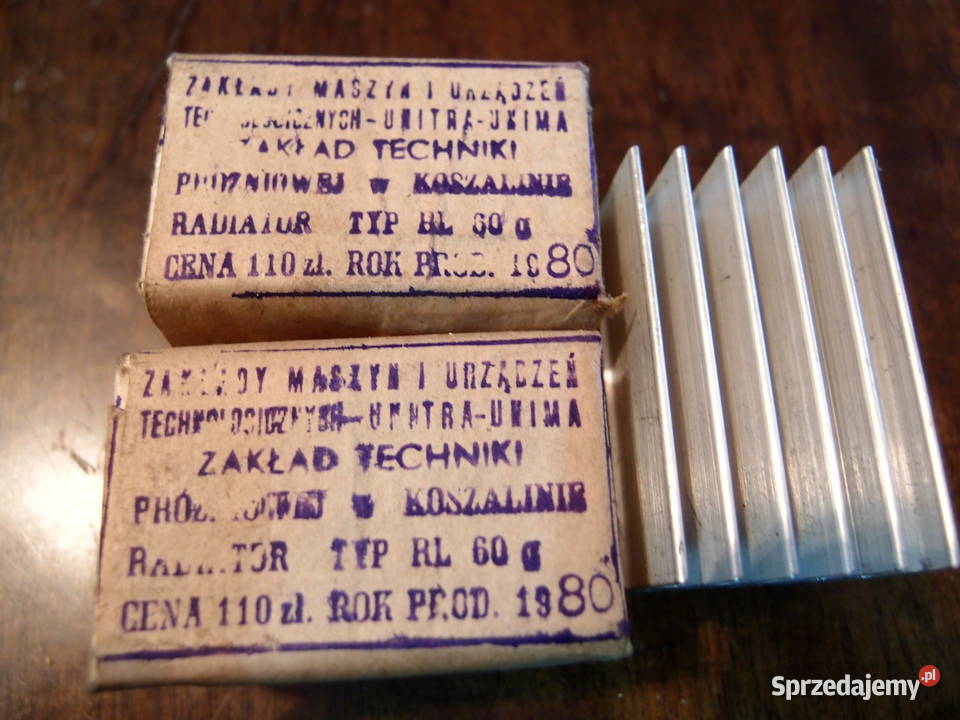 ZAKŁADY MASZYN I URZĄDZEŃ
TECHNOLOGICZNYCH-UNITRA-UNIMA
ZAKŁAD TECHNIKI
PRÓŻNIOWEJ w KOSZALINIE
RADIATOR TYP RL 60 g
CENA 110 zł. ROK PROD. 1980
ZAKŁADY MASZYN I URZĄDZEŃ
TECHNOLOGICZNYCH-UNITRA-UNIMA
ZAKŁAD TECHNIKI
PRÓŻNIOWEJ w KOSZALINIE
RADIATOR TYP RL 60 g
CENA 110 zł. ROK PROD. 1980
Sprzedajemy.pl